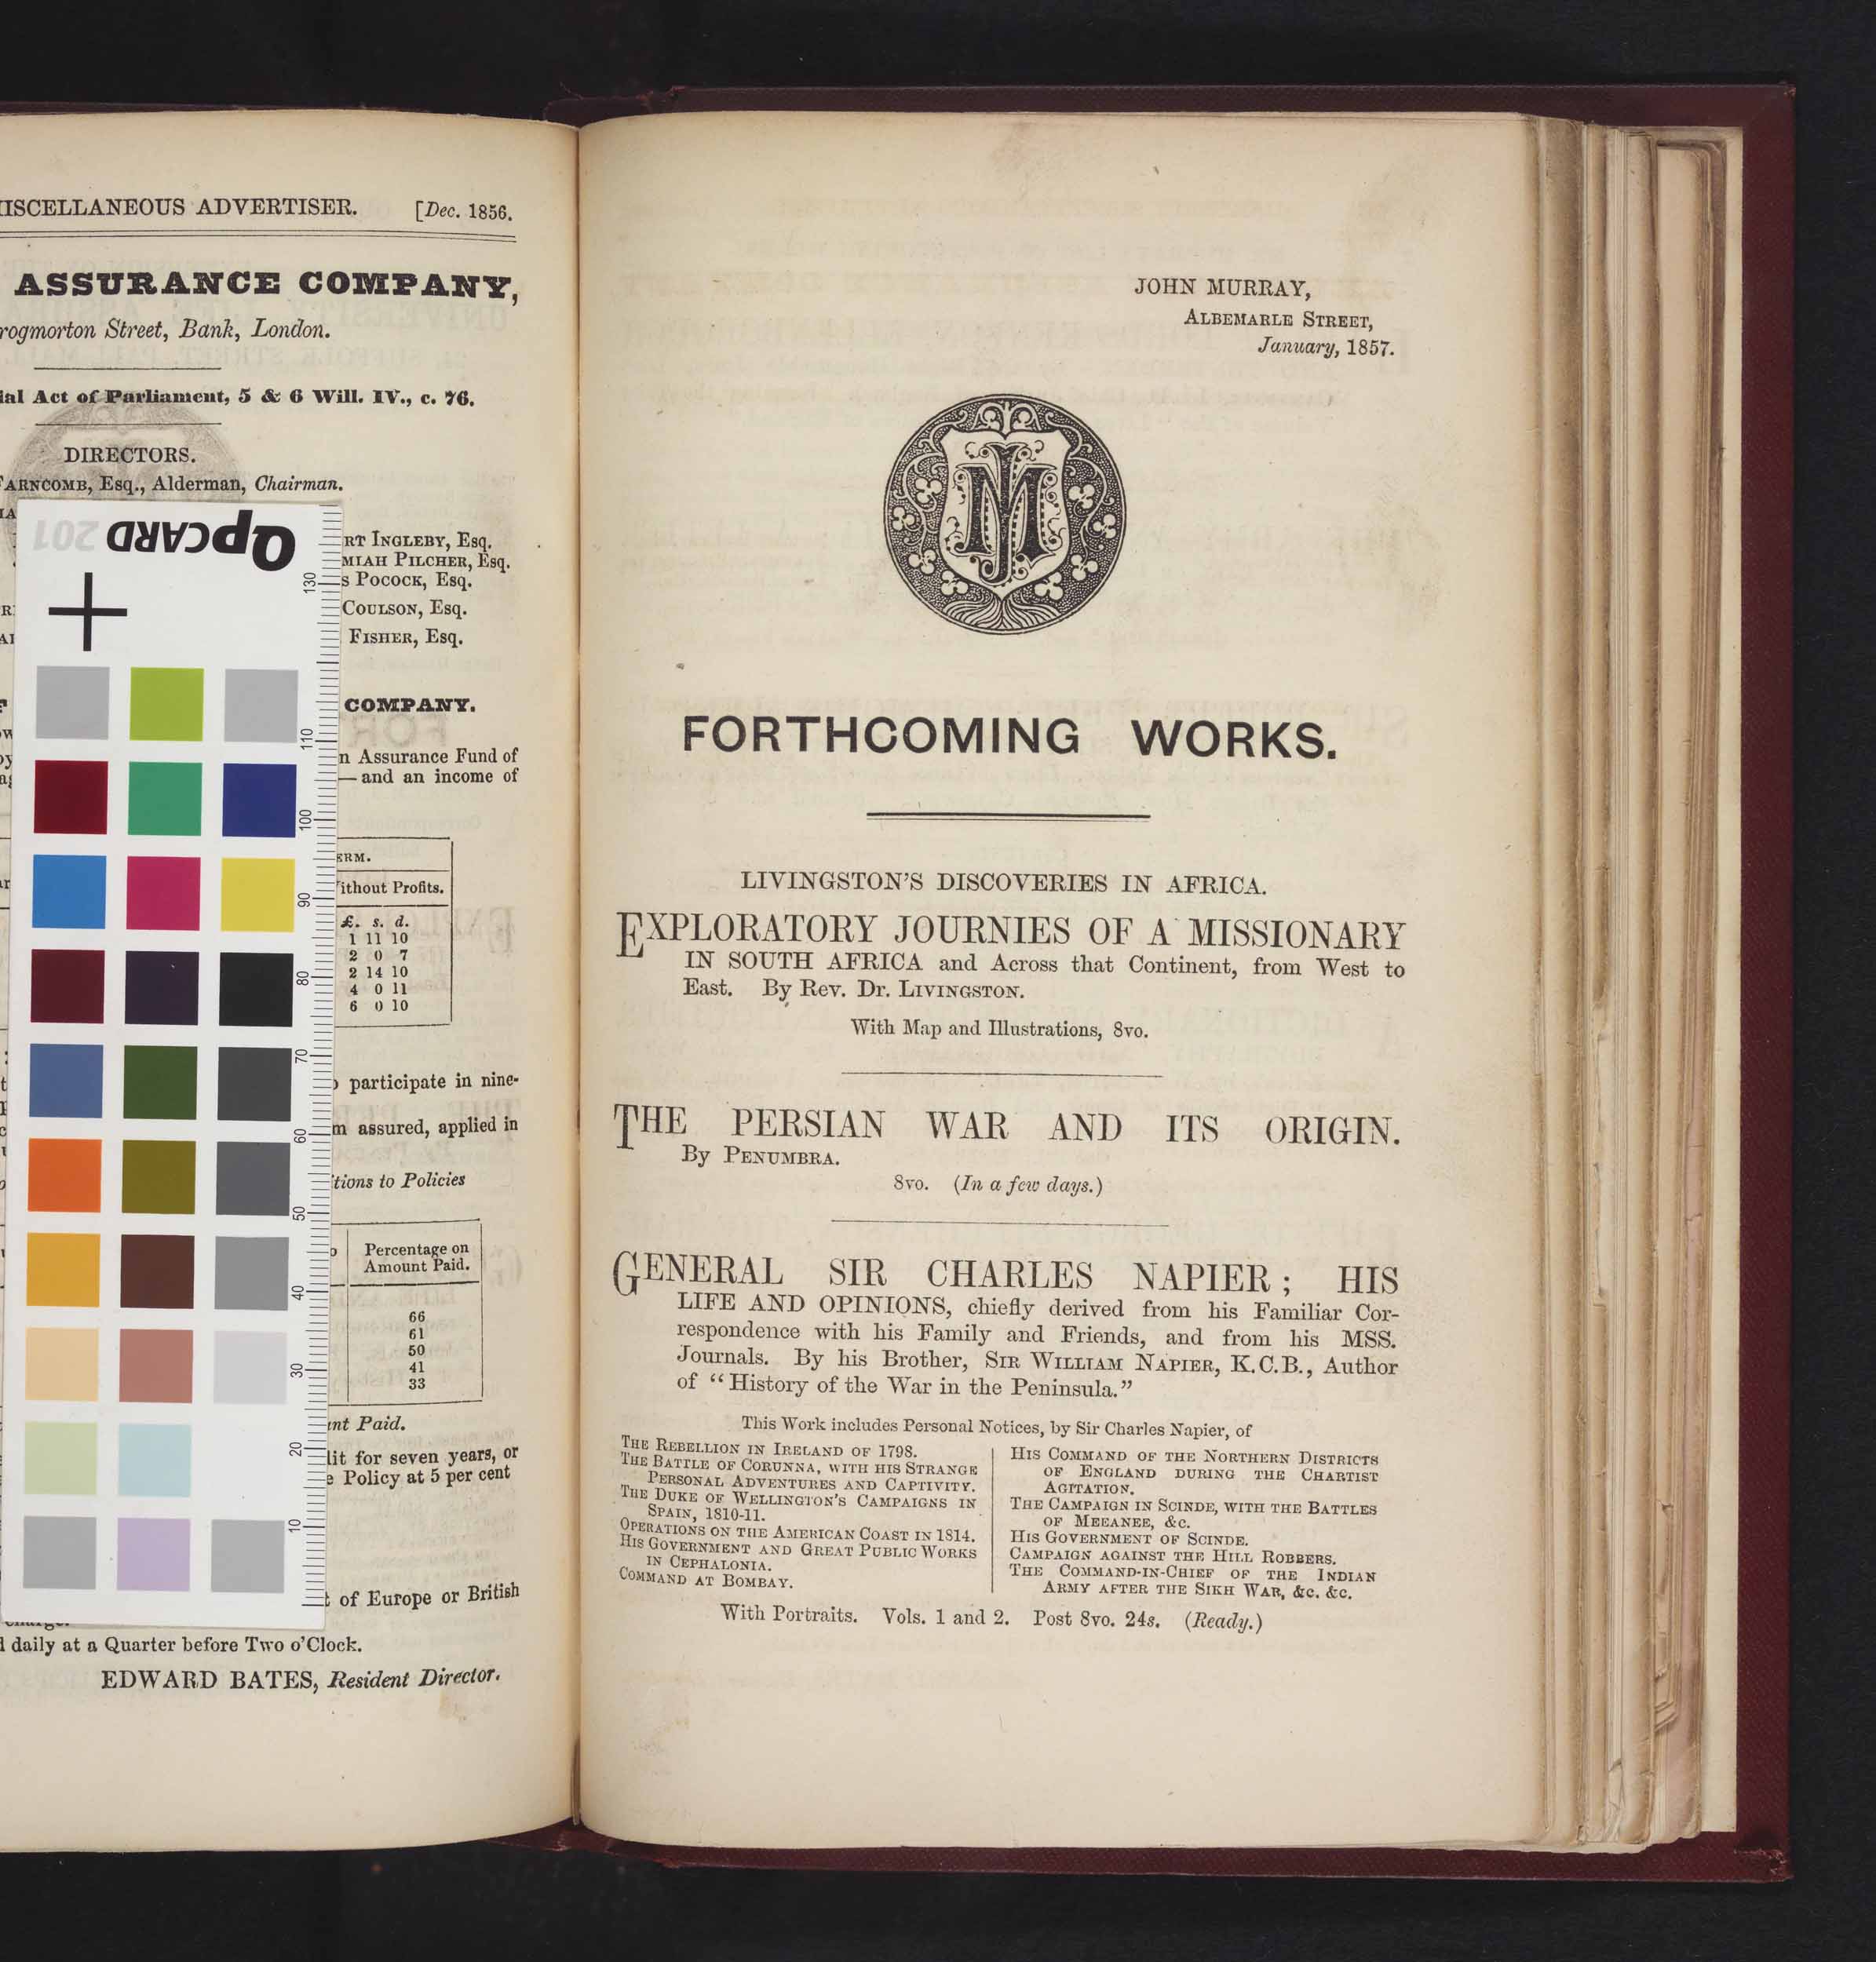 ISCELLANEOUS ADVERTISER. [Dec. 1856.
ASSURANCE COMPANY,
rogmorton Street, Bank, London.
ial Act of Parliament, 5 & 6 Will. IV., c. 76.
DIRECTORS.
FARNCOMB, Esq., Alderman, Chairman.
RT INGLEBY, Esq.
MIAH PILCHER, Esq.
S POCOCK, Esq.
COULSON, Esq.
FISHER, Esq.
COMPANY.
n Assurance Fund of
—and an income of
ERM.
ithout Profits.
£. s. d.
1 11 10
2 0 7
2 14 10
4 0 11
6 0 10
participate in nine-
m assured, applied in
tions to Policies
Percentage on
Amount Paid.
66
61
50
41
33
nt Paid.
lit for seven years, or
e Policy at 5 per cent
of Europe or British
charge.
daily at a Quarter before Two o'Clock.
EDWARD BATES, Resident Director.
QPCARD 201
130
110
100
90
80
70
60
50
40
30
20
10
JOHN MURRAY,
ALBEMARLE STREET,
January, 1857.
JM
FORTHCOMING WORKS.
LIVINGSTON'S DISCOVERIES IN AFRICA.
EXPLORATORY JOURNIES OF A MISSIONARY
IN SOUTH AFRICA and Across that Continent, from West to
East. By Rev. Dr. LIVINGSTON.
With Map and Illustrations, 8vo.
THE PERSIAN WAR AND ITS ORIGIN.
By PENUMBRA.
8vo. (In a few days.)
GENERAL SIR CHARLES NAPIER; HIS
LIFE AND OPINIONS, chiefly derived from his Familiar Cor-
respondence with his Family and Friends, and from his MSS.
Journals. By his Brother, SIR WILLIAM NAPIER, K.C.B., Author
of "History of the War in the Peninsula."
This Work includes Personal Notices, by Sir Charles Napier, of
THE REBELLION IN IRELAND OF 1798.
THE BATTLE OF CORUNNA, WITH HIS STRANGE
PERSONAL ADVENTURES AND CAPTIVITY.
THE DUKE OF WELLINGTON'S CAMPAIGNS IN
SPAIN, 1810-11.
OPERATIONS ON THE AMERICAN COAST IN 1814.
HIS GOVERNMENT AND GREAT PUBLIC WORKS
IN CEPHALONIA.
COMMAND AT BOMBAY.
HIS COMMAND OF THE NORTHERN DISTRICTS
OF ENGLAND DURING THE CHARTIST
AGITATION.
THE CAMPAIGN IN SCINDE, WITH THE BATTLES
OF MEEANEE, &c.
HIS GOVERNMENT OF SCINDE.
CAMPAIGN AGAINST THE HILL ROBBERS.
THE COMMAND-IN-CHIEF OF THE INDIAN
ARMY AFTER THE SIKH WAR, &c. &c.
With Portraits. Vols. 1 and 2. Post 8vo. 24s. (Ready.)